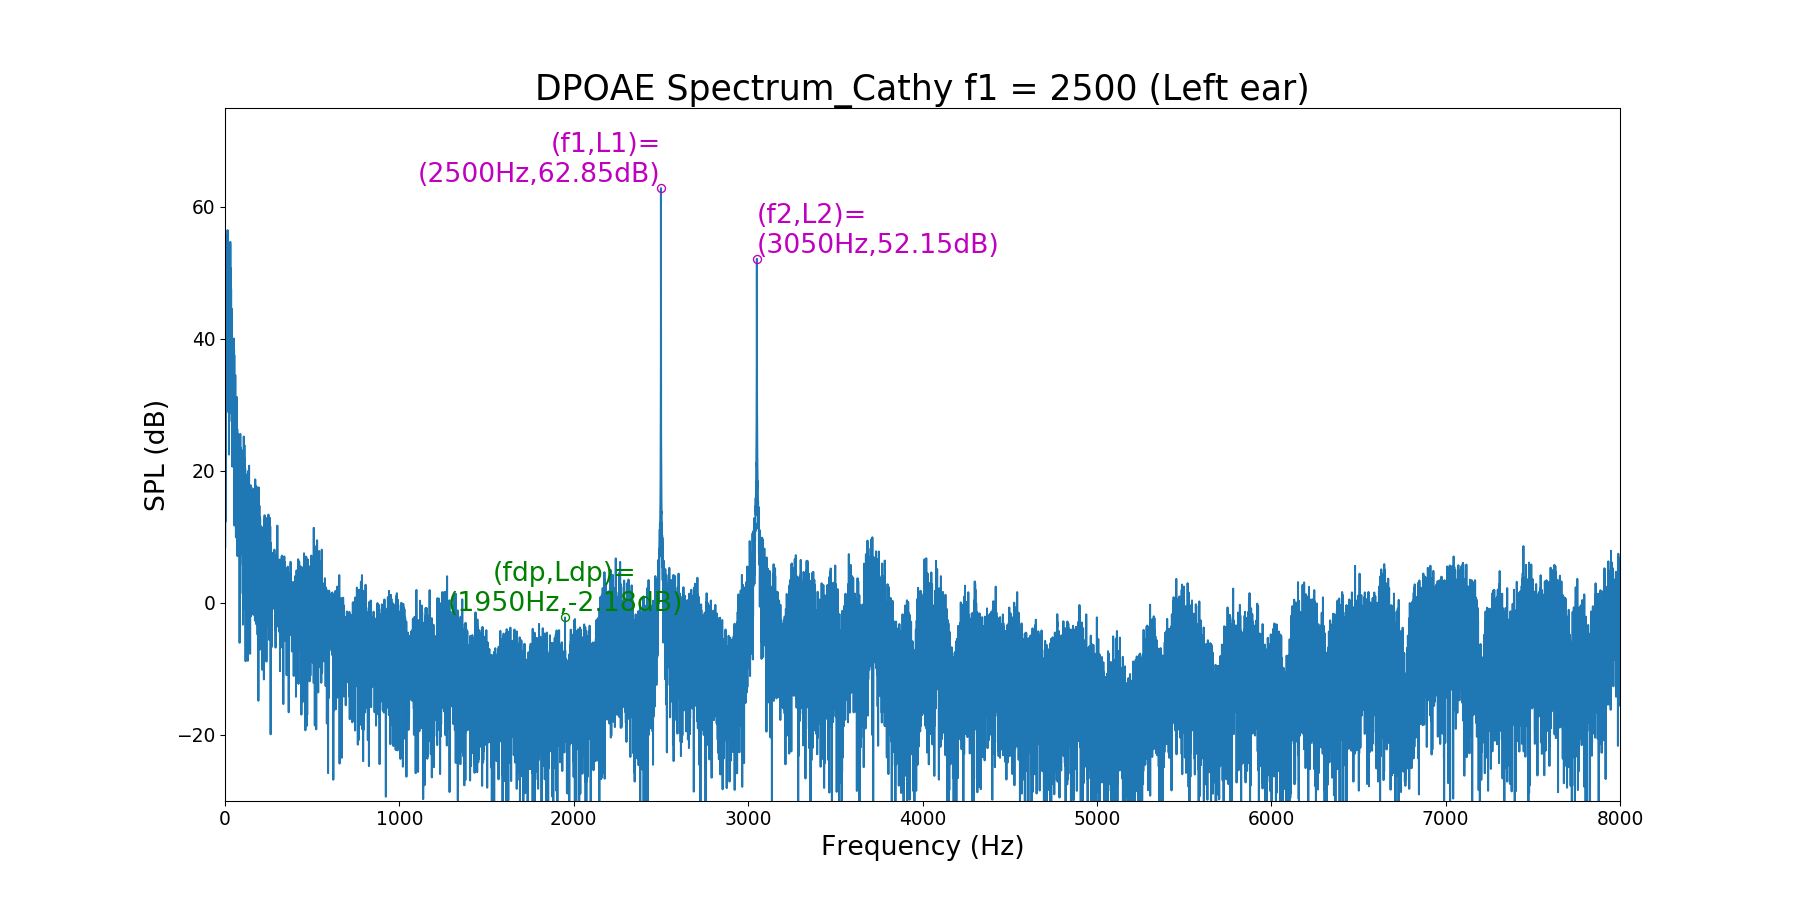 DPOAE Spectrum_Cathy f1 = 2500 (Left ear)
(f1,L1)=
(2500Hz,62.85dB)
(f2,L2)=
(3050Hz,52.15dB)
(fdp,Ldp)=
(1950Hz,-2.18dB)
60
40
20
0
−20
SPL (dB)
0 1000 2000 3000 4000 5000 6000 7000 8000
Frequency (Hz)